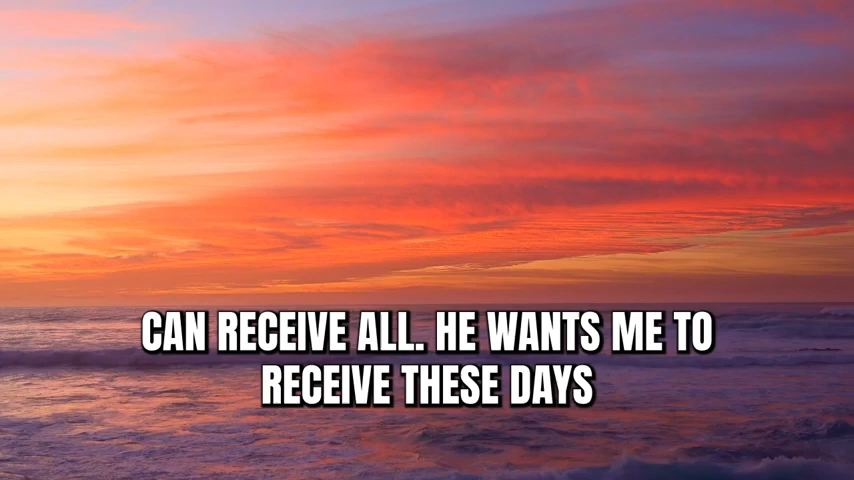 CAN RECEIVE ALL. HE WANTS ME TO
RECEIVE THESE DAYS